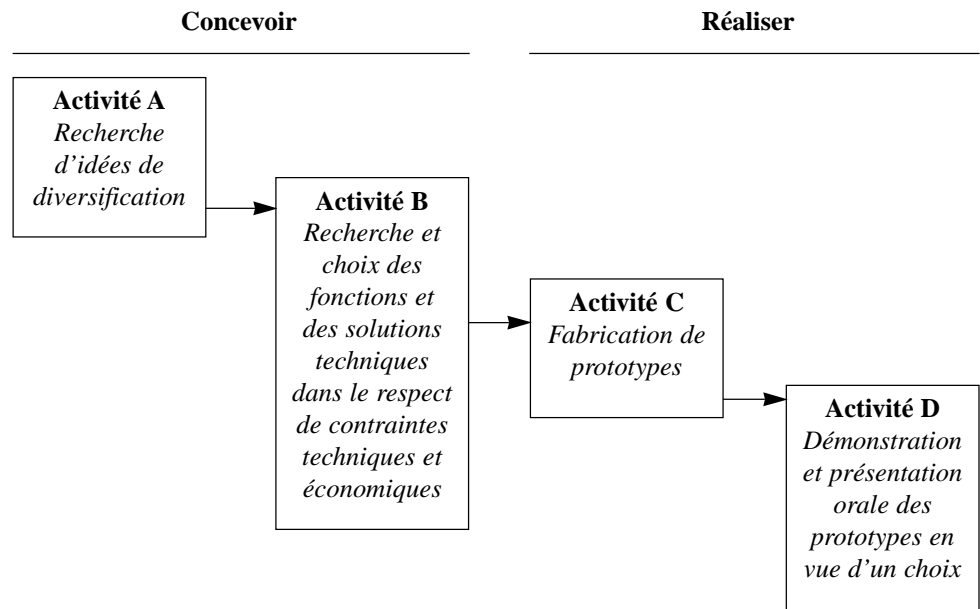 Concevoir
Réaliser
Activité A
Recherche
d'idées de
diversification
Activité B
Recherche et
choix des
fonctions et
des solutions
techniques
dans le respect
de contraintes
techniques et
économiques
Activité C
Fabrication de
prototypes
Activité D
Démonstration
et présentation
orale des
prototypes en
vue d'un choix